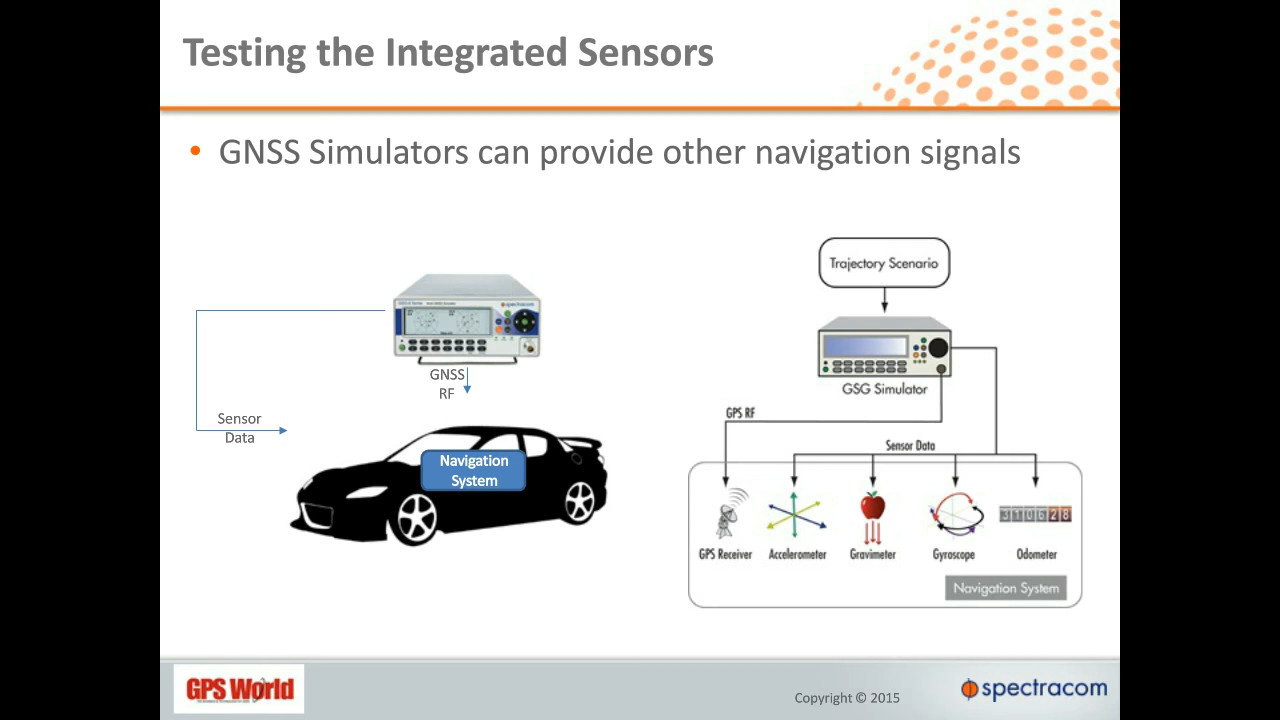 Testing the Integrated Sensors
• GNSS Simulators can provide other navigation signals
Trajectory Scenario
spectracom
GNSS
RF
GSG Simulator
Sensor
Data
GPS RF
Sensor Data
Navigation
System
310628
GPS Receiver
Accelerometer
Gravimeter
Gyroscope
Odometer
Navigation System
GPS World
Copyright © 2015
spectracom